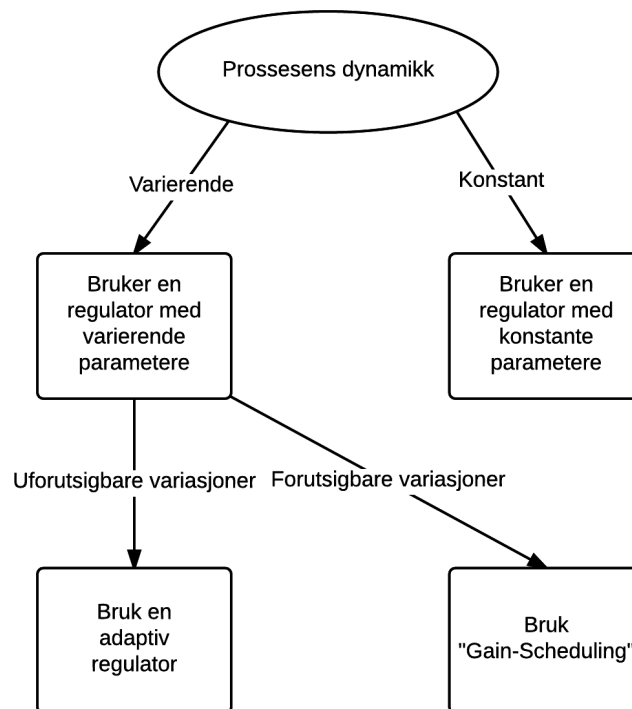 Prossesens dynamikk
Varierende
Konstant
Bruker en
regulator med
varierende
parametere
Bruker en
regulator med
konstante
parametere
Uforutsigbare variasjoner
Forutsigbare variasjoner
Bruk en
adaptiv
regulator
Bruk
"Gain-Scheduling"